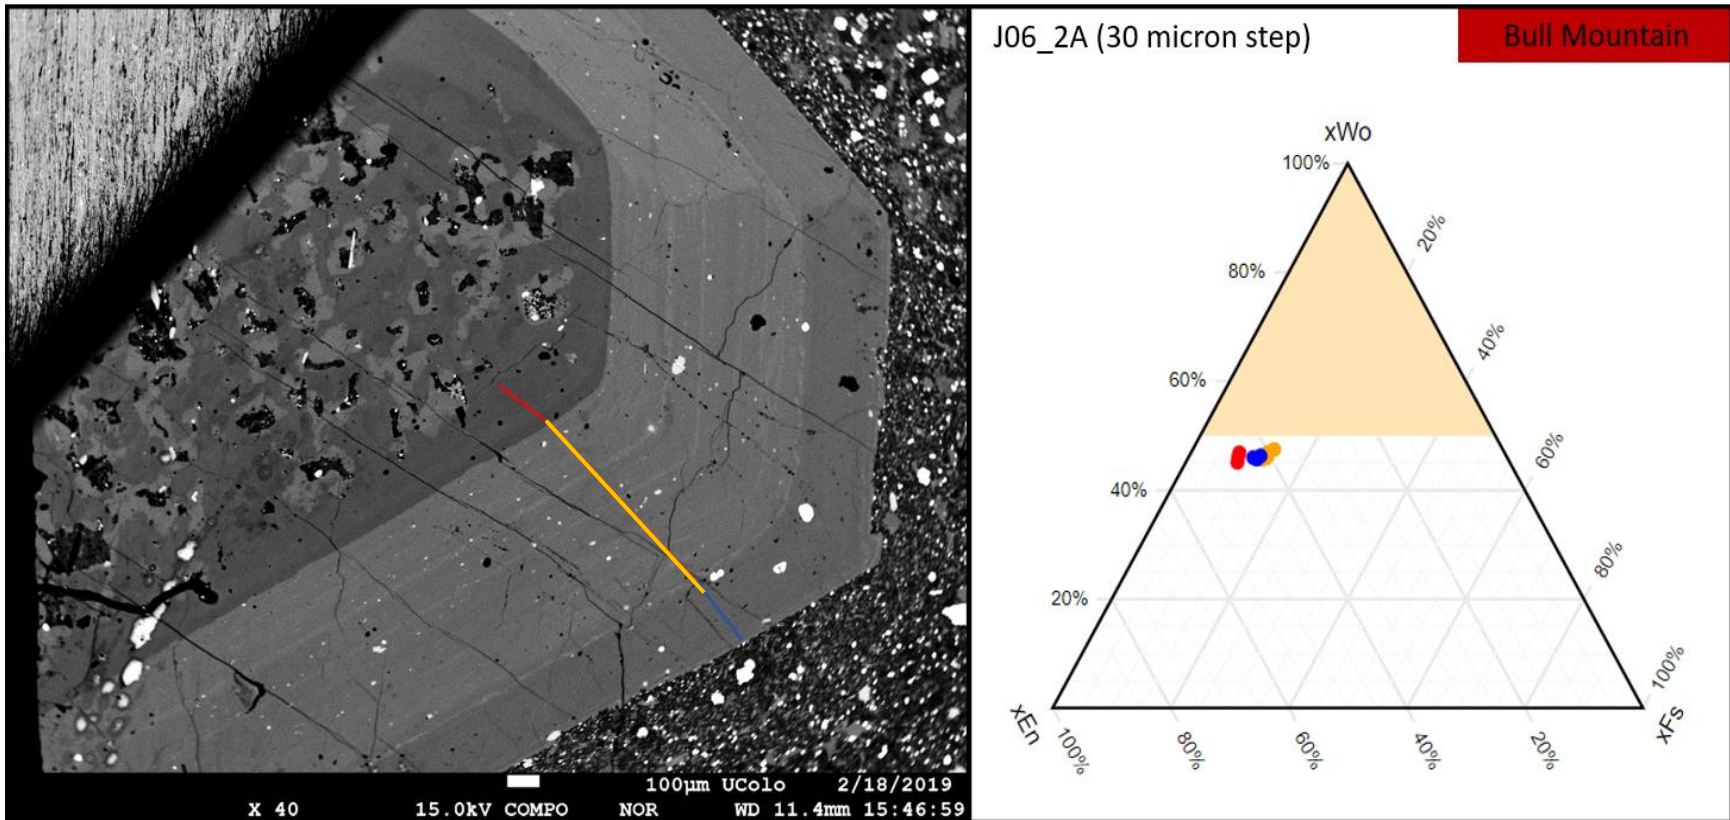 J06_2A (30 micron step)
Bull Mountain
xWo
100%
80%
60%
40%
20%
20%
40%
60%
80%
100%
xEn
xFs
100%
80%
60%
40%
20%
100µm UColo 2/18/2019
X 40 15.0kV COMPO NOR WD 11.4mm 15:46:59